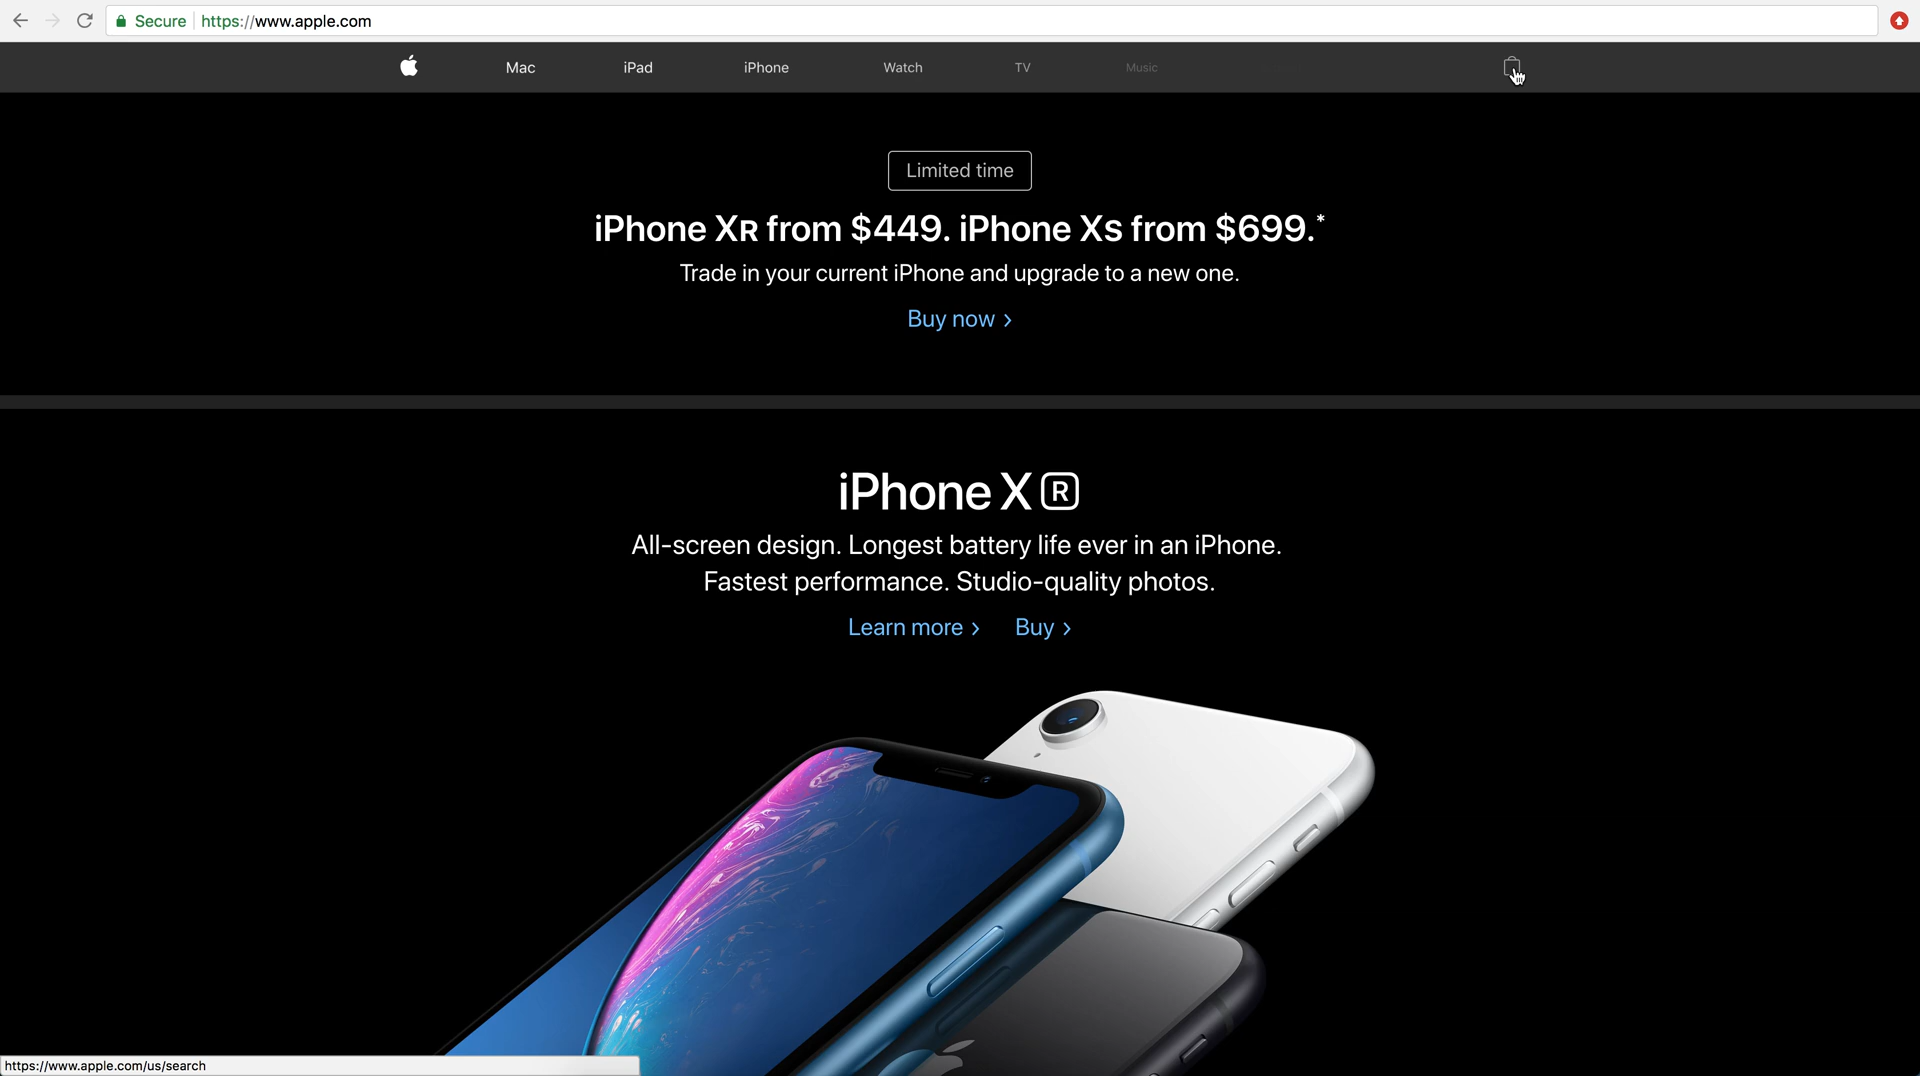 Secure https://www.apple.com
Mac iPad iPhone Watch TV Music
Limited time
iPhone XR from $449. iPhone XS from $699.*
Trade in your current iPhone and upgrade to a new one.
Buy now >
iPhone XR
All-screen design. Longest battery life ever in an iPhone.
Fastest performance. Studio-quality photos.
Learn more > Buy >
https://www.apple.com/us/search